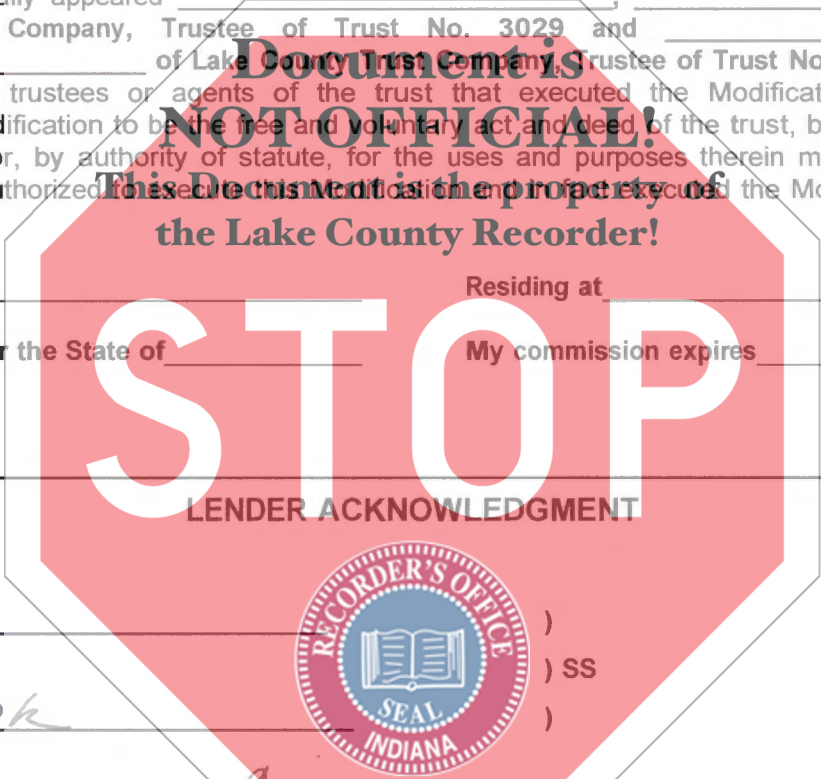 appeared
Company, Trustee of Trust No. 3029 and
of Lake County Trust Company, Trustee of Trust No
Document is
trustees or agents of the trust that executed the
NOT OFFICIAL!
to be the free and voluntary act and deed of the trust, b
by authority of statute, for the uses and purposes therein m
to execute this Modification and in fact executed the Mo
This Document is the property of
the Lake County Recorder!
Residing at
the State of My commission expires
STOP
LENDER ACKNOWLEDGMENT
RECORDER'S OFFICE
)
) SS
SEAL
)
INDIANA